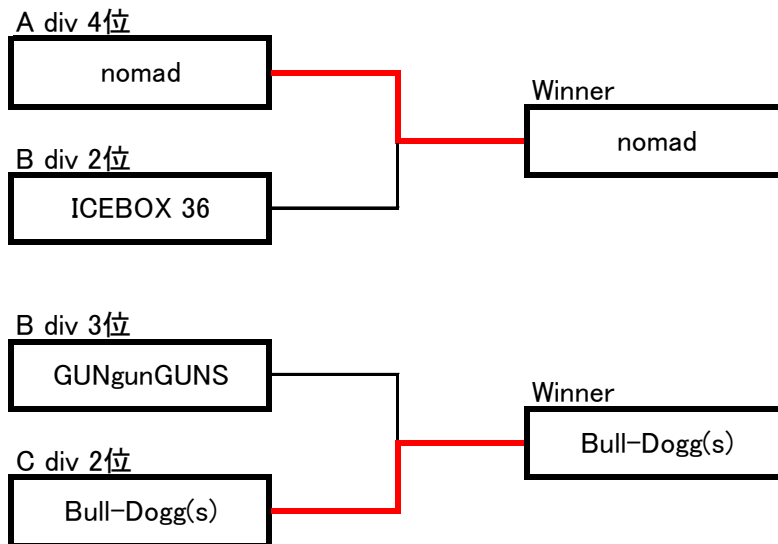 A div 4位
nomad
Winner
nomad
B div 2位
ICEBOX 36
B div 3位
GUNgunGUNS
Winner
Bull-Dogg(s)
C div 2位
Bull-Dogg(s)